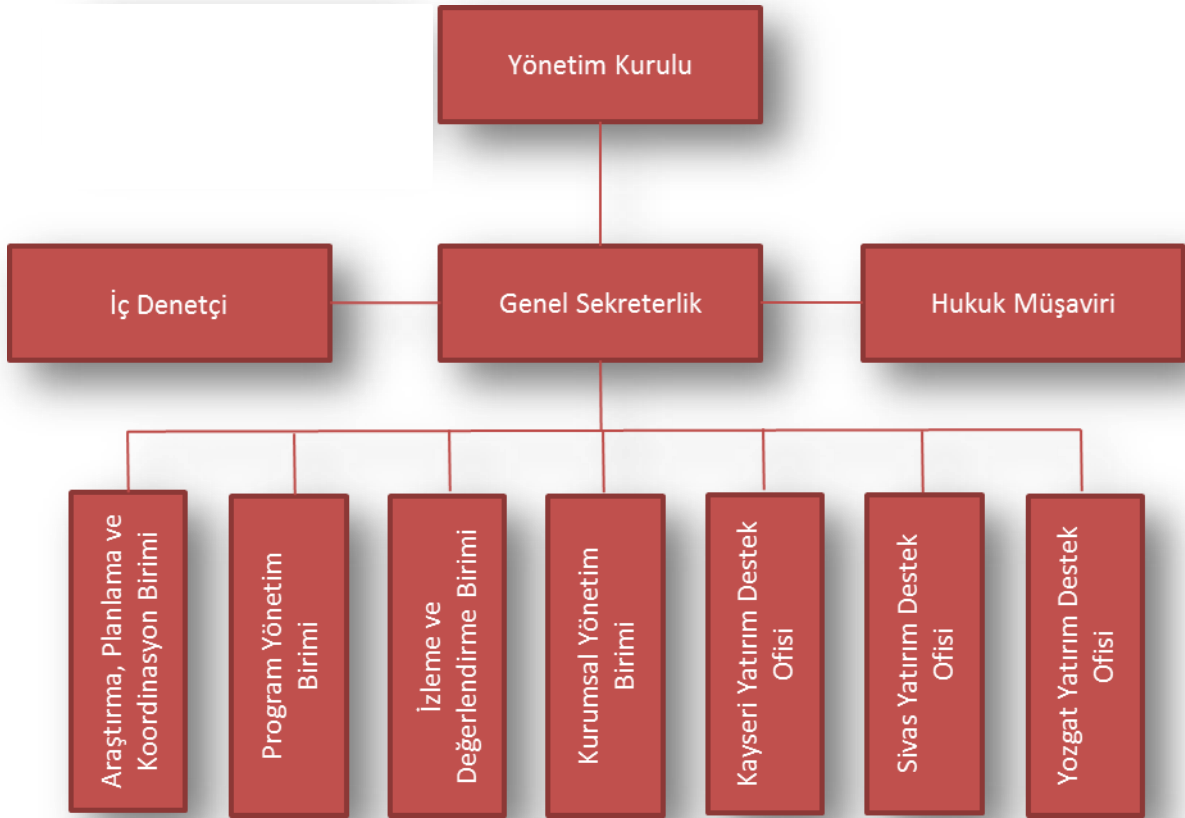 Yönetim Kurulu
İç Denetçi
Genel Sekreterlik
Hukuk Müşaviri
Araştırma, Planlama ve
Koordinasyon Birimi
Program Yönetim
Birimi
İzleme ve
Değerlendirme Birimi
Kurumsal Yönetim
Birimi
Kayseri Yatırım Destek
Ofisi
Sivas Yatırım Destek
Ofisi
Yozgat Yatırım Destek
Ofisi